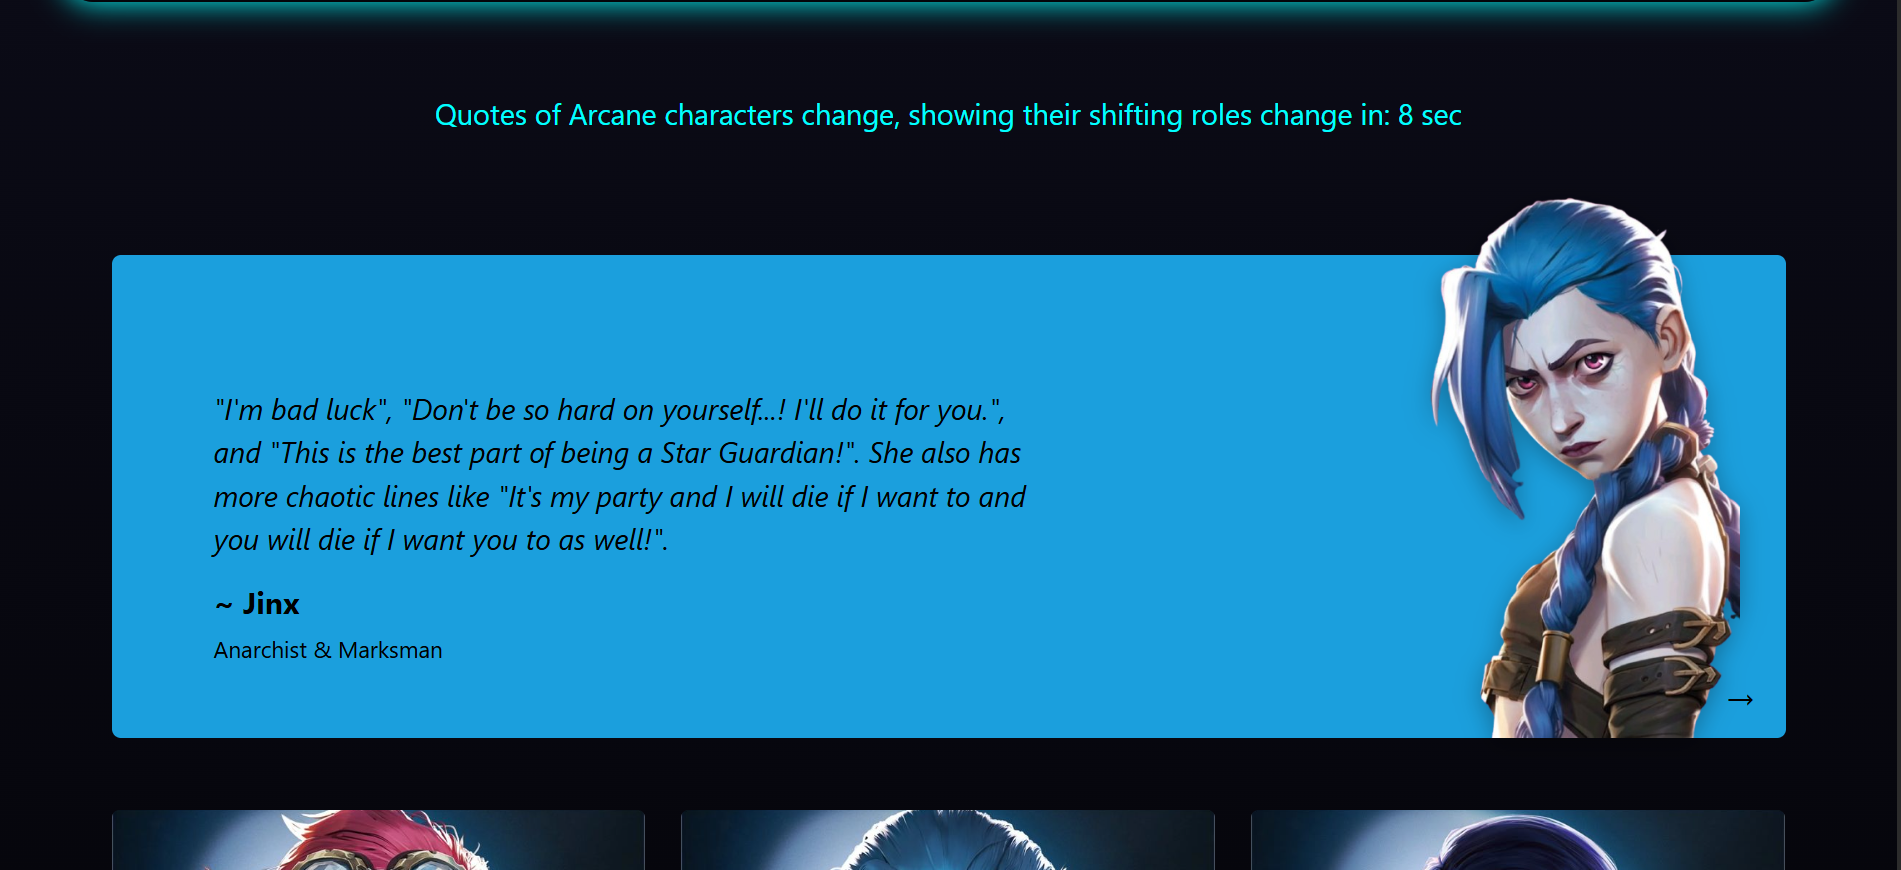 Quotes of Arcane characters change, showing their shifting roles change in: 8 sec
"I'm bad luck", "Don't be so hard on yourself...! I'll do it for you.",
and "This is the best part of being a Star Guardian!". She also has
more chaotic lines like "It's my party and I will die if I want to and
you will die if I want you to as well!".
~ Jinx
Anarchist & Marksman
→